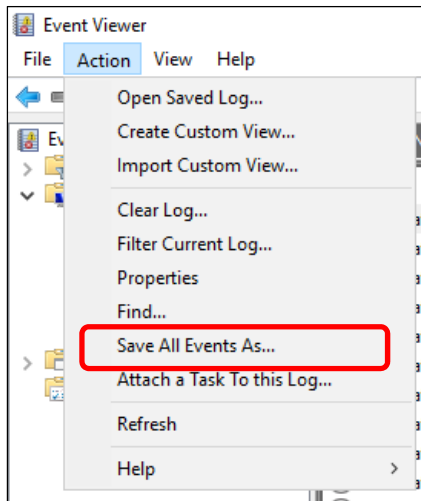 Event Viewer
File Action View Help
Open Saved Log...
Create Custom View...
Import Custom View...
Clear Log...
Filter Current Log...
Properties
Find...
Save All Events As...
Attach a Task To this Log...
Refresh
Help